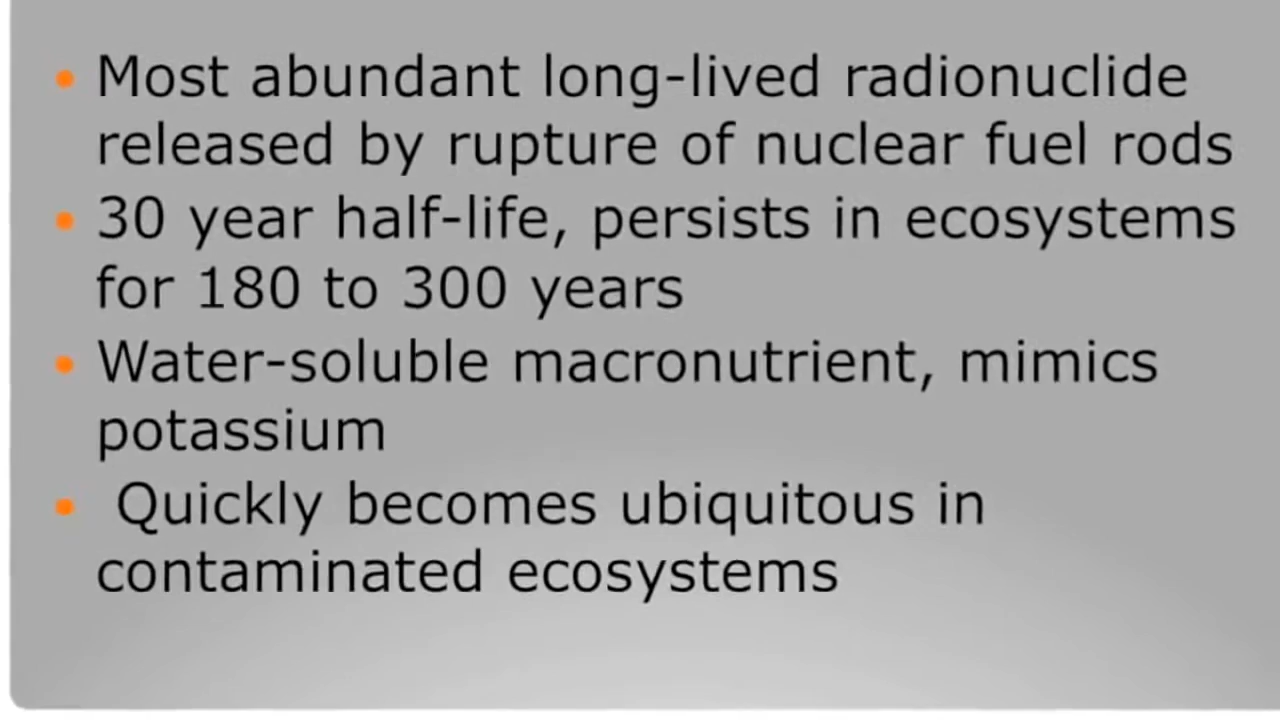 • Most abundant long-lived radionuclide
released by rupture of nuclear fuel rods
• 30 year half-life, persists in ecosystems
for 180 to 300 years
• Water-soluble macronutrient, mimics
potassium
• Quickly becomes ubiquitous in
contaminated ecosystems